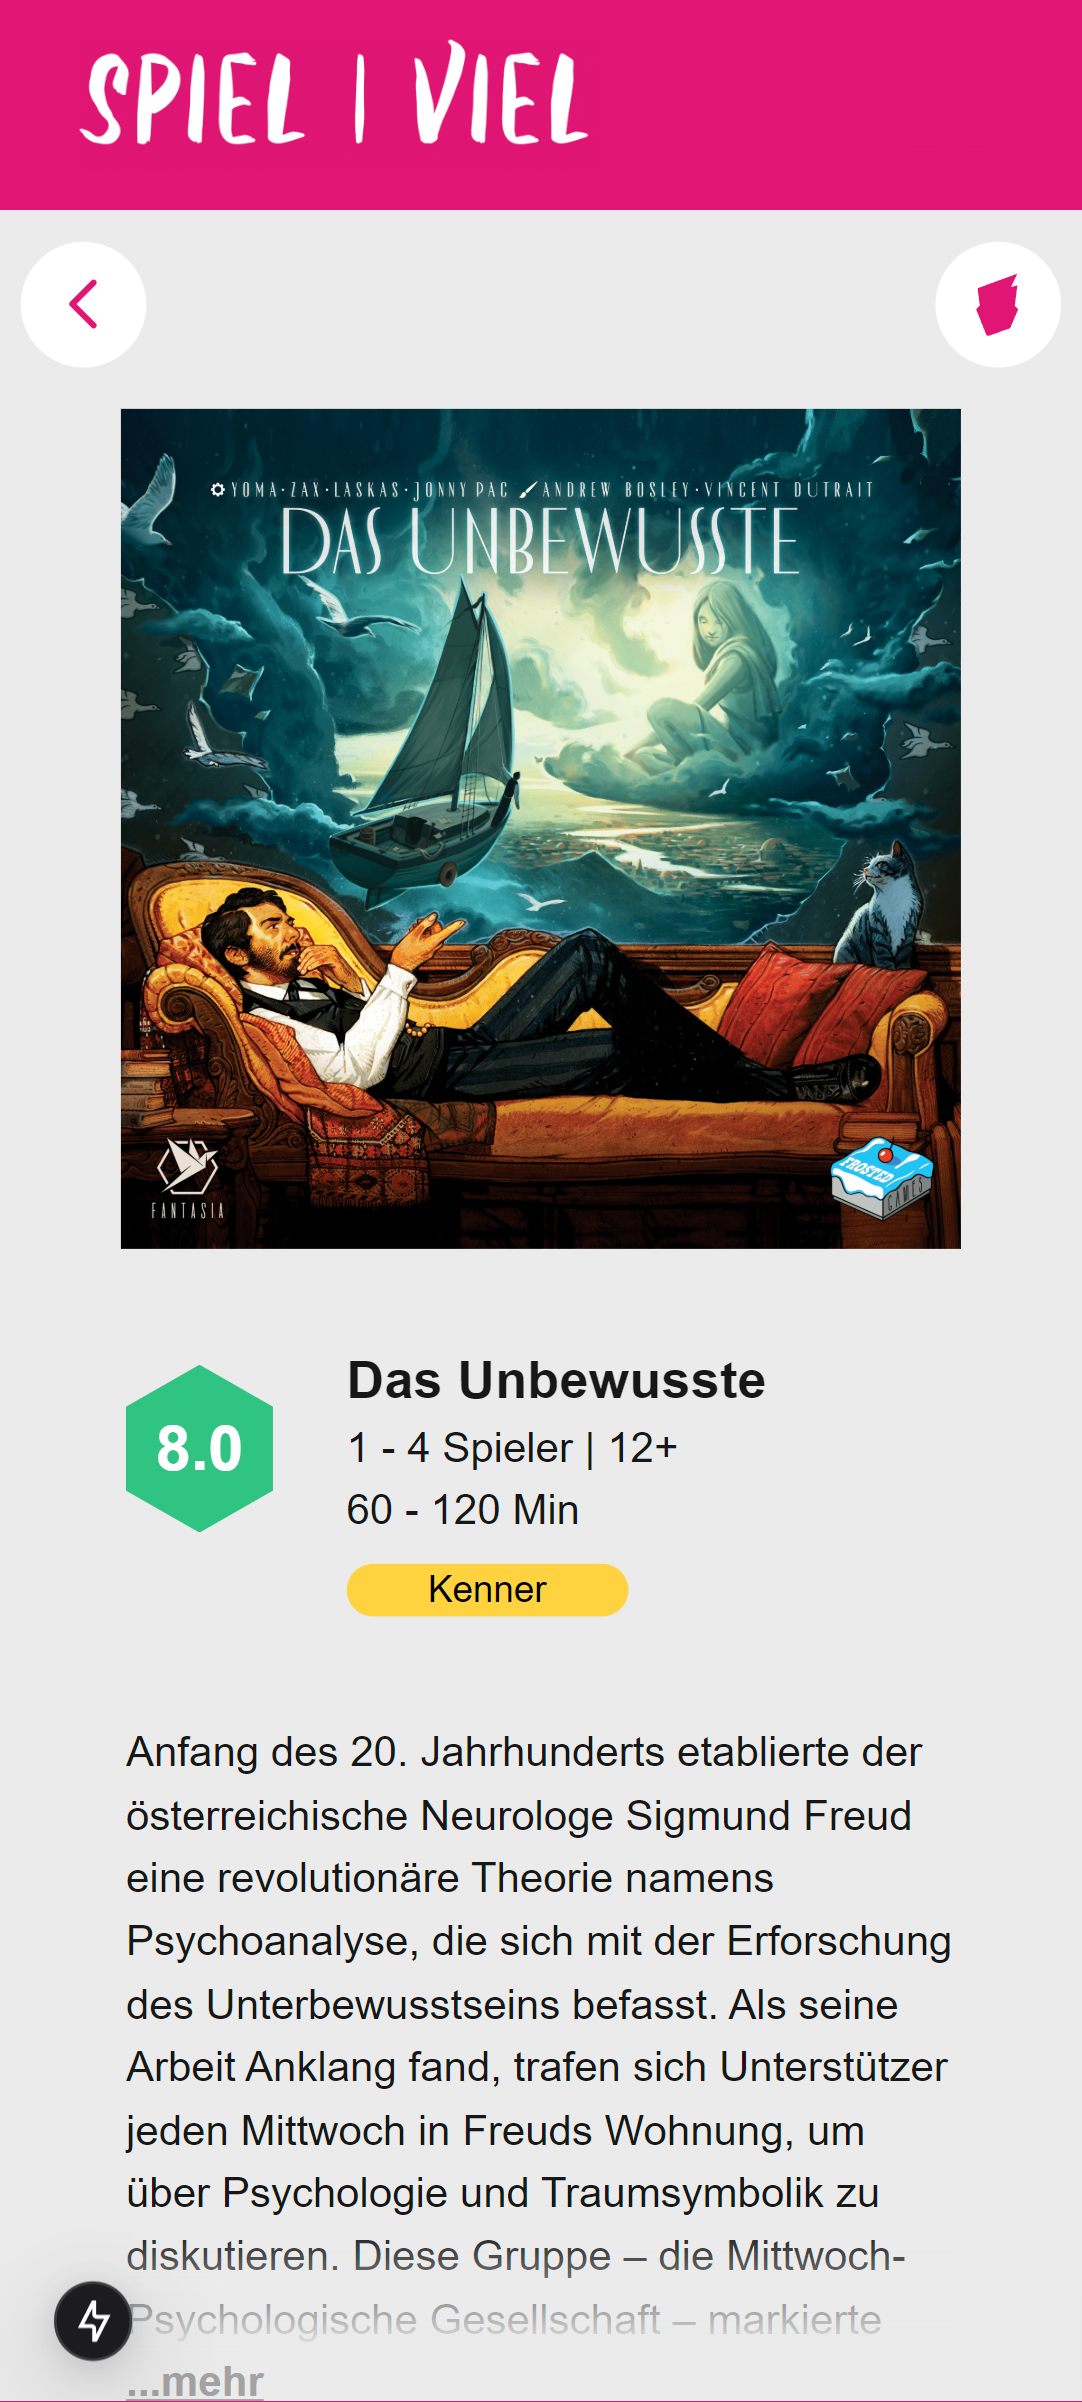 SPIEL | VIEL
YOMA · ZAX · LASKAS · JONNY PAC ANDREW BOSLEY · VINCENT DUTRAIT
DAS UNBEWUSSTE
FANTASIA
FROSTED
GAMES
8.0
Das Unbewusste
1 - 4 Spieler | 12+
60 - 120 Min
Kenner
Anfang des 20. Jahrhunderts etablierte der
österreichische Neurologe Sigmund Freud
eine revolutionäre Theorie namens
Psychoanalyse, die sich mit der Erforschung
des Unterbewusstseins befasst. Als seine
Arbeit Anklang fand, trafen sich Unterstützer
jeden Mittwoch in Freuds Wohnung, um
über Psychologie und Traumsymbolik zu
diskutieren. Diese Gruppe – die Mittwoch-
Psychologische Gesellschaft – markierte
...mehr